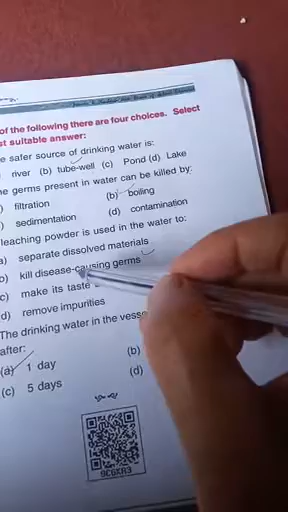 of the following there are four choices. Select
st suitable answer:
e safer source of drinking water is:
river (b) tube-well (c) Pond (d) Lake
e germs present in water can be killed by:
) filtration (b) boiling
) sedimentation (d) contamination
leaching powder is used in the water to:
a) separate dissolved materials
b) kill disease-causing germs
c) make its taste
d) remove impurities
The drinking water in the vess
after:
(a) 1 day (b)
(c) 5 days (d)